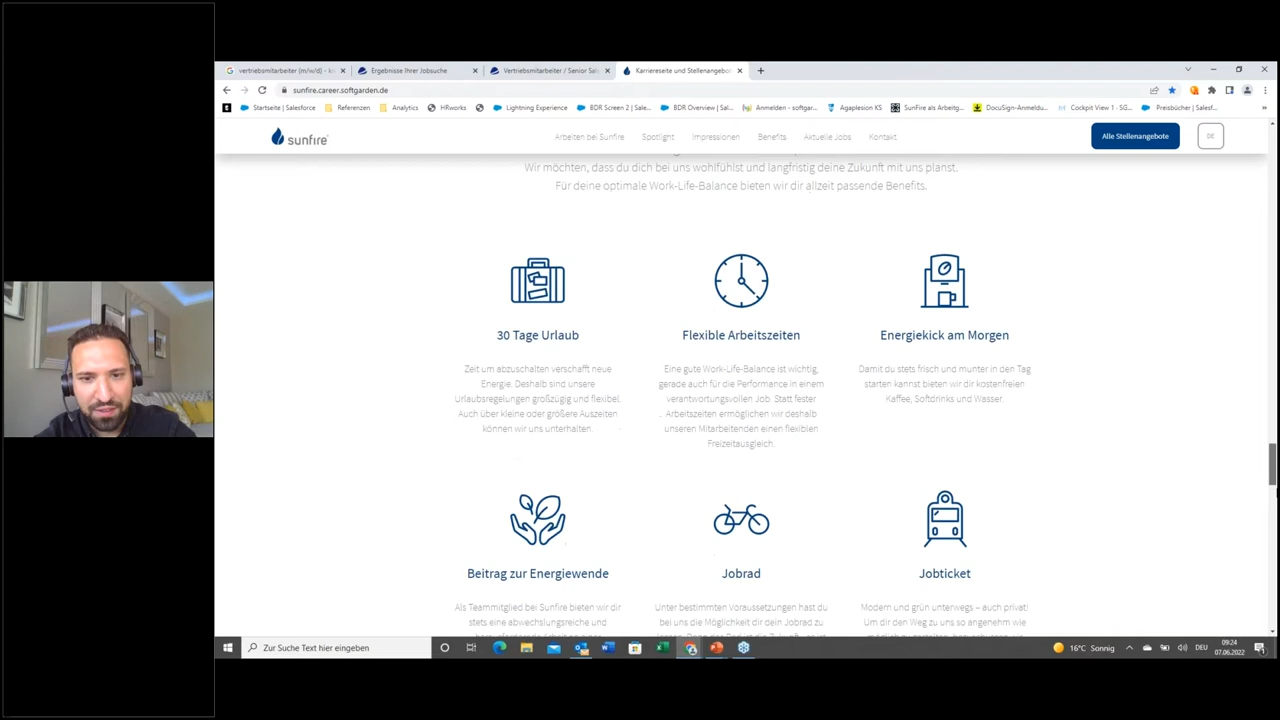 vertriebsmitarbeiter (m/w/d) - k
Ergebnisse Ihrer Jobsuche
Vertriebsmitarbeiter / Senior Sal
Karriereseite und Stellenangebot
sunfire.career.softgarden.de
Startseite | Salesforce
Referenzen
Analytics
HRworks
Lightning Experience
BDR Screen 2 | Sale...
BDR Overview | Sal...
Anmelden - softgar...
Agaplesion KS
SunFire als Arbeitg...
DocuSign-Anmeldu...
Cockpit View 1 - SG...
Preisbücher | Salesf...
»
sunfire®
Arbeiten bei Sunfire
Spotlight
Impressionen
Benefits
Aktuelle Jobs
Kontakt
Alle Stellenangebote
DE
Wir möchten, dass du dich bei uns wohlfühlst und langfristig deine Zukunft mit uns planst.
Für deine optimale Work-Life-Balance bieten wir dir allzeit passende Benefits.
30 Tage Urlaub
Zeit um abzuschalten verschafft neue
Energie. Deshalb sind unsere
Urlaubsregelungen großzügig und flexibel.
Auch über kleine oder größere Auszeiten
können wir uns unterhalten.
Flexible Arbeitszeiten
Eine gute Work-Life-Balance ist wichtig,
gerade auch für die Performance in einem
verantwortungsvollen Job. Statt fester
Arbeitszeiten ermöglichen wir deshalb
unseren Mitarbeitenden einen flexiblen
Freizeitausgleich.
Energiekick am Morgen
Damit du stets frisch und munter in den Tag
starten kannst bieten wir dir kostenfreien
Kaffee, Softdrinks und Wasser.
Beitrag zur Energiewende
Als Teammitglied bei Sunfire bieten wir dir
stets eine abwechslungsreiche und
Jobrad
Unter bestimmten Voraussetzungen hast du
bei uns die Möglichkeit dir dein Jobrad zu
Jobticket
Modern und grün unterwegs – auch privat!
Um dir den Weg zu uns so angenehm wie
Zur Suche Text hier eingeben
16°C Sonnig
DEU
09:24
07.06.2022